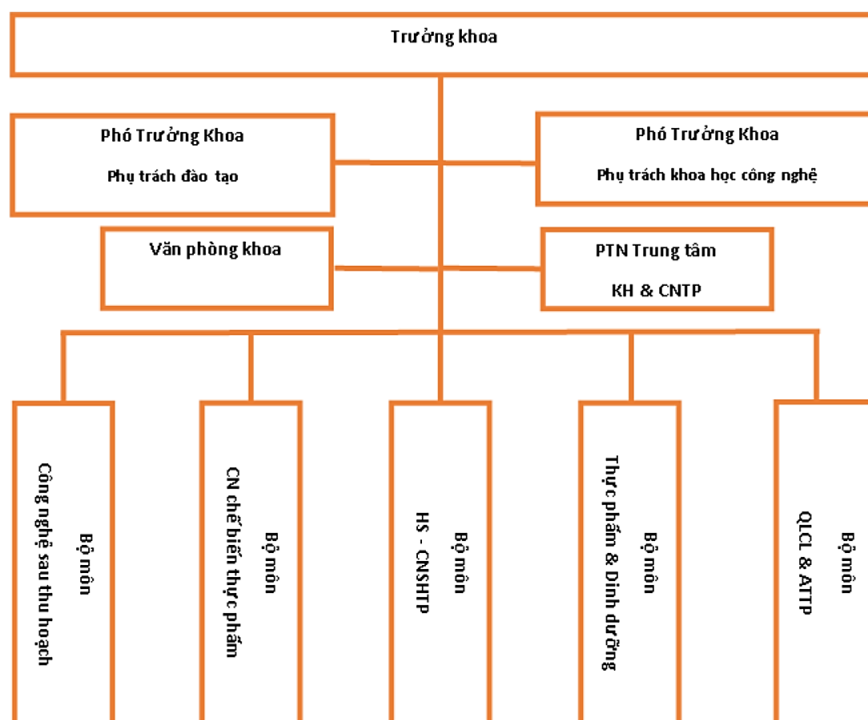 Trưởng khoa
Phó Trưởng Khoa
Phụ trách đào tạo
Phó Trưởng Khoa
Phụ trách khoa học công nghệ
Văn phòng khoa
PTN Trung tâm
KH & CNTP
Bộ môn
Công nghệ sau thu hoạch
Bộ môn
CN chế biến thực phẩm
Bộ môn
HS - CNSHTP
Bộ môn
Thực phẩm & Dinh dưỡng
Bộ môn
QLCL & ATTP